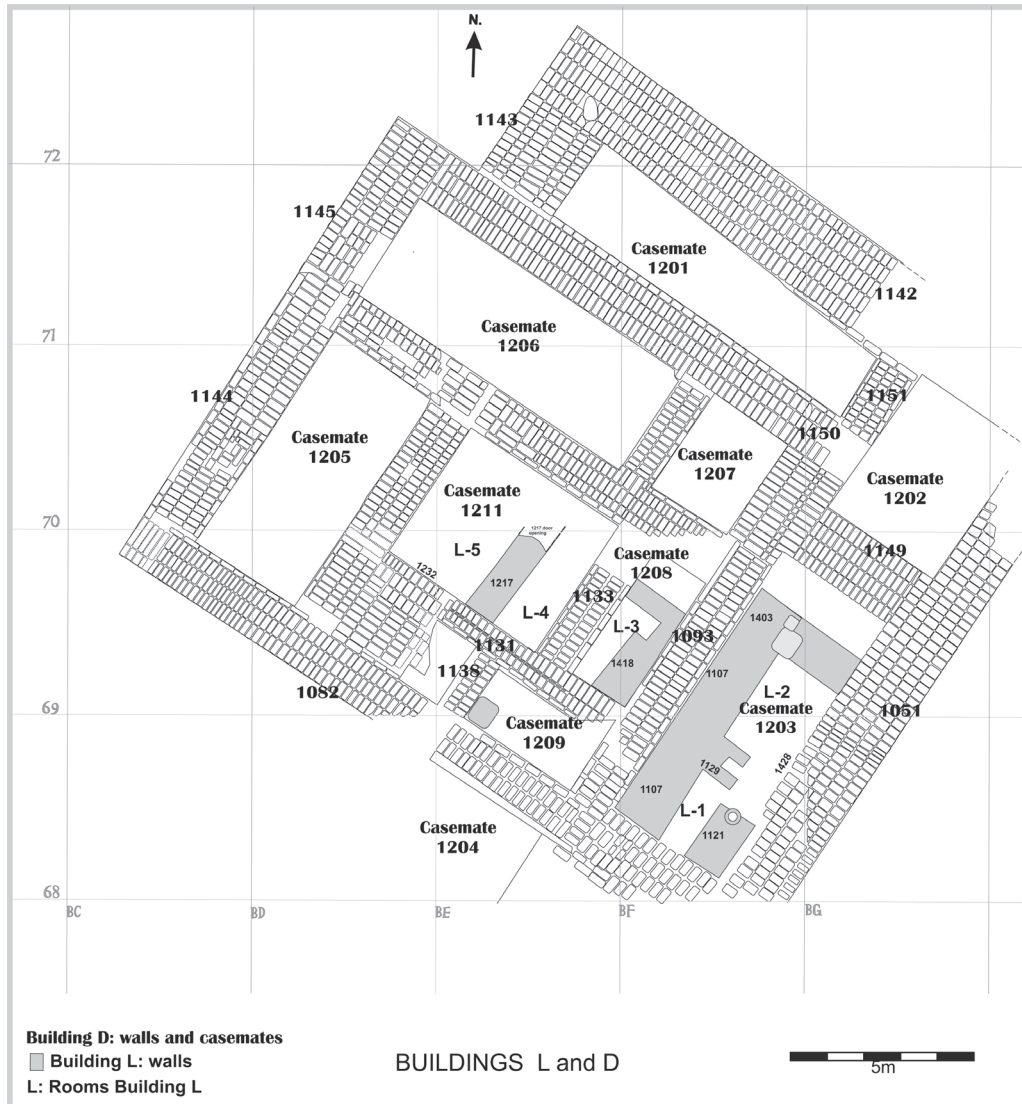 N.
1143
72
1145
Casemate
1201
1142
Casemate
1206
71
1144
1151
1150
Casemate
1205
Casemate
1207
Casemate
1202
Casemate
1211
70
1217 door
opening
L-5
Casemate
1208
1149
1232
1217
1133
L-4
L-3
1403
1093
1131
1138
1418
1107
L-2
1082
Casemate
1203
1051
69
Casemate
1209
1428
1129
1107
L-1
Casemate
1204
1121
68
BC
BD
BE
BF
BG
Building D: walls and casemates
Building L: walls
L: Rooms Building L
BUILDINGS L and D
5m